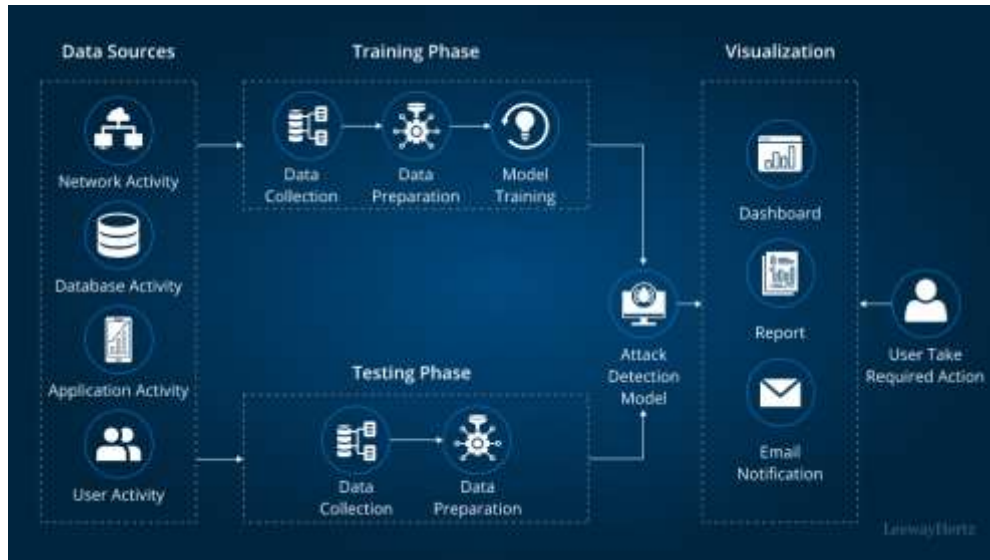 Data Sources
Training Phase
Visualization
Network Activity
Database Activity
Application Activity
User Activity
Data
Collection
Data
Preparation
Model
Training
Testing Phase
Data
Collection
Data
Preparation
Attack
Detection
Model
Dashboard
Report
Email
Notification
User Take
Required Action
LeewayHertz